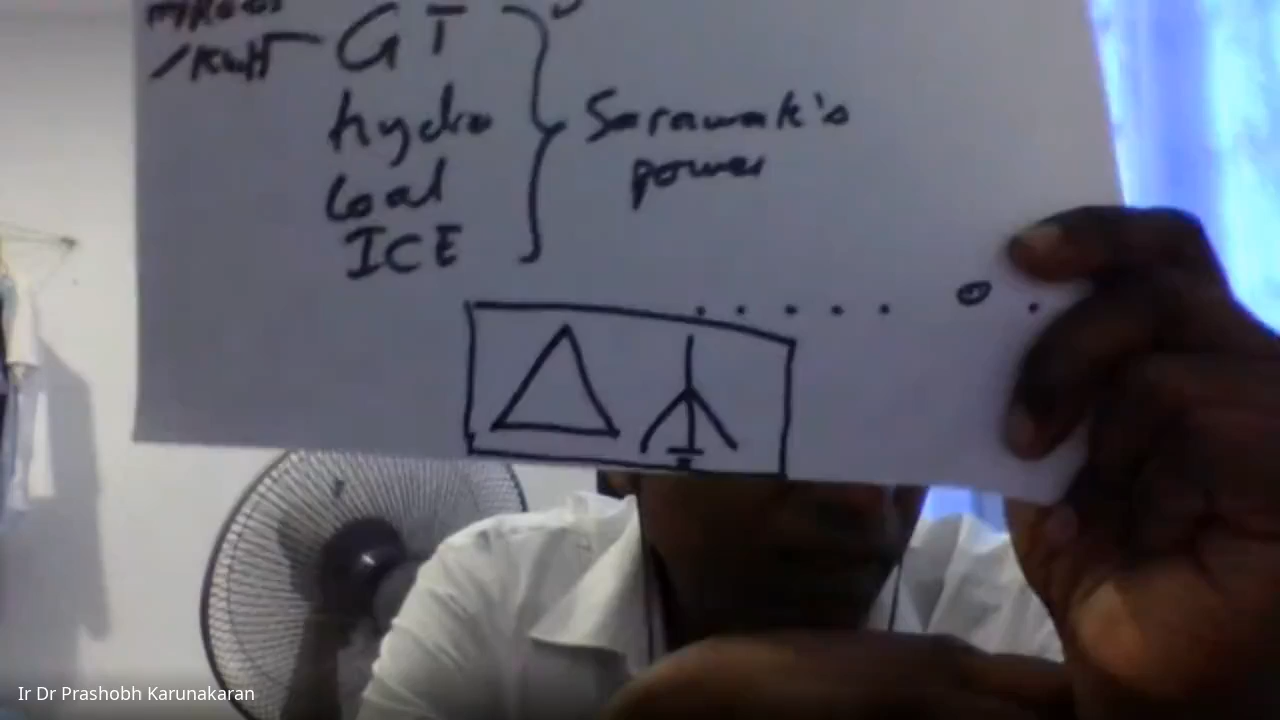 /KWH GT
hydro
Coal
ICE
Sarawak's
power
Ir Dr Prashobh Karunakaran